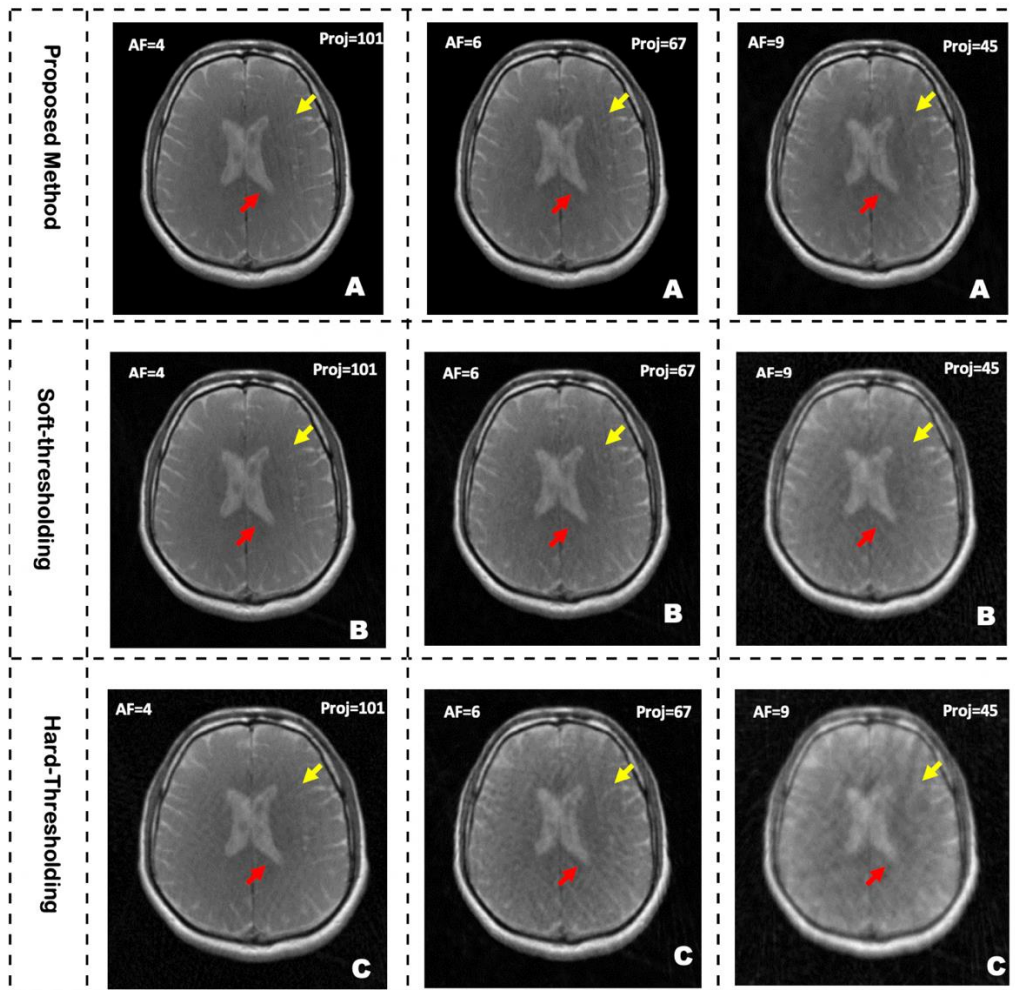 Proposed Method
AF=4
Proj=101
A
AF=6
Proj=67
A
AF=9
Proj=45
A
Soft-thresholding
AF=4
Proj=101
B
AF=6
Proj=67
B
AF=9
Proj=45
B
Hard-Thresholding
AF=4
Proj=101
C
AF=6
Proj=67
C
AF=9
Proj=45
C